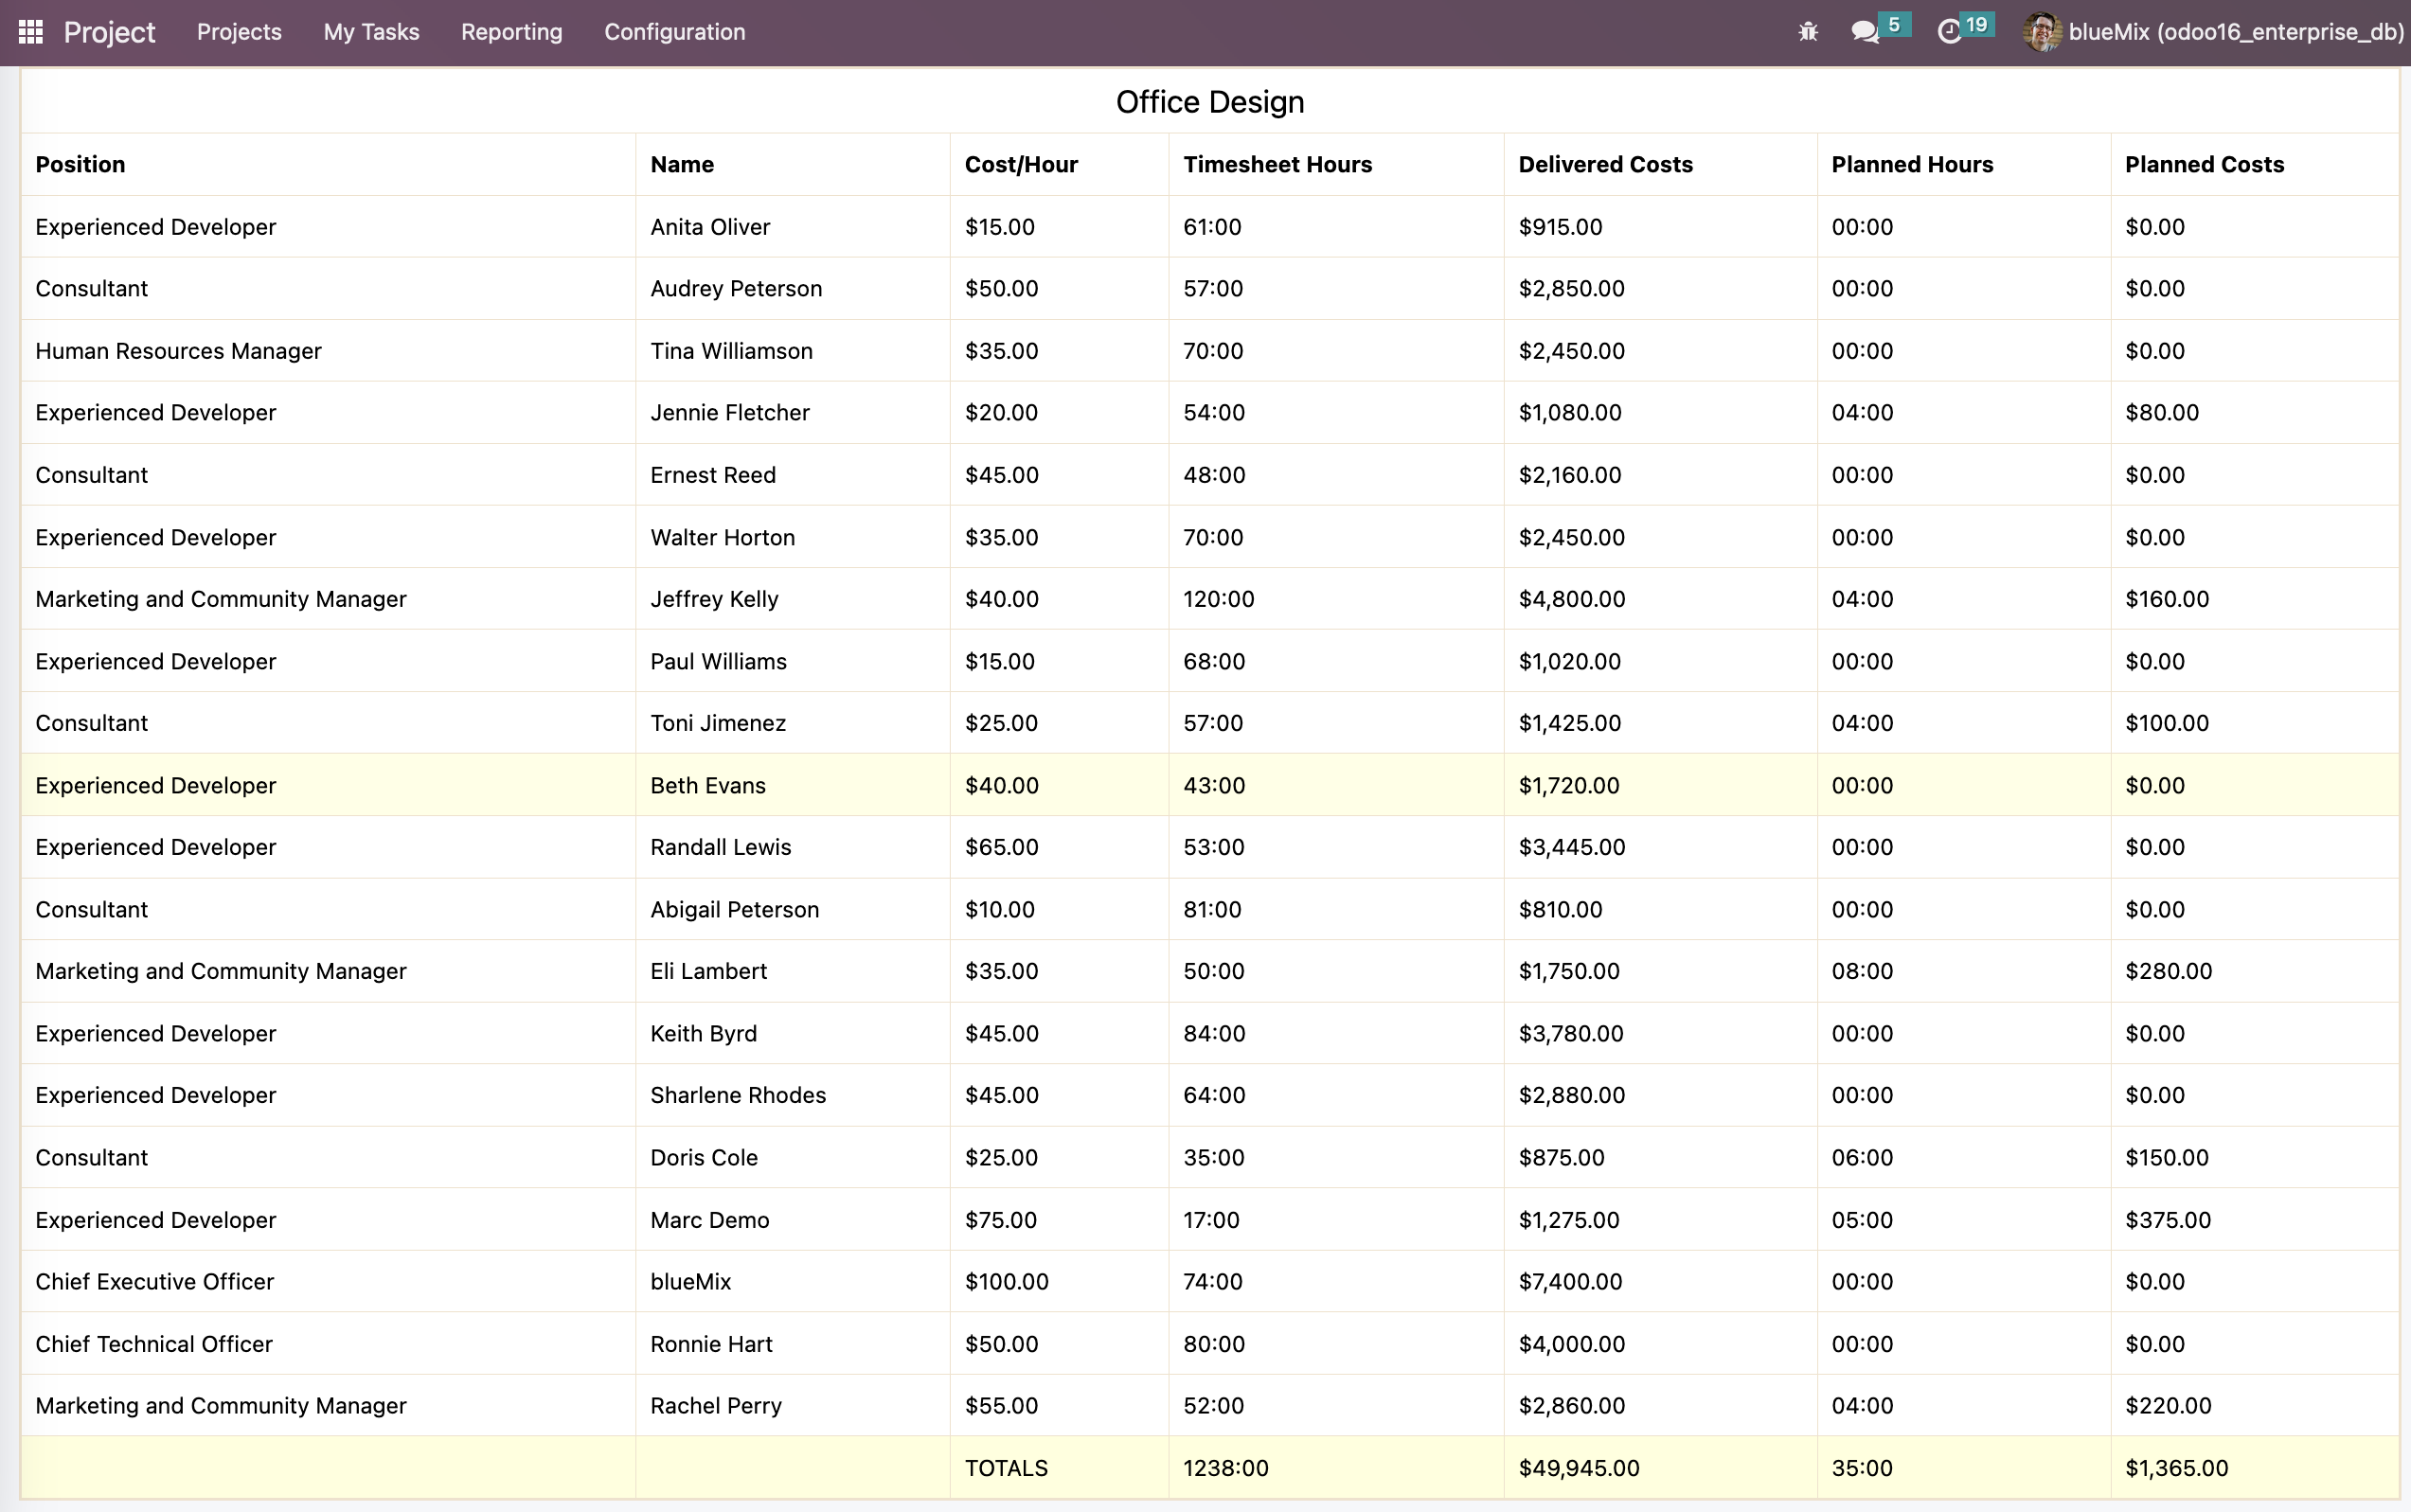 Project Projects My Tasks Reporting Configuration 5 19 blueMix (odoo16_enterprise_db)
Office Design
Position Name Cost/Hour Timesheet Hours Delivered Costs Planned Hours Planned Costs
Experienced Developer Anita Oliver $15.00 61:00 $915.00 00:00 $0.00
Consultant Audrey Peterson $50.00 57:00 $2,850.00 00:00 $0.00
Human Resources Manager Tina Williamson $35.00 70:00 $2,450.00 00:00 $0.00
Experienced Developer Jennie Fletcher $20.00 54:00 $1,080.00 04:00 $80.00
Consultant Ernest Reed $45.00 48:00 $2,160.00 00:00 $0.00
Experienced Developer Walter Horton $35.00 70:00 $2,450.00 00:00 $0.00
Marketing and Community Manager Jeffrey Kelly $40.00 120:00 $4,800.00 04:00 $160.00
Experienced Developer Paul Williams $15.00 68:00 $1,020.00 00:00 $0.00
Consultant Toni Jimenez $25.00 57:00 $1,425.00 04:00 $100.00
Experienced Developer Beth Evans $40.00 43:00 $1,720.00 00:00 $0.00
Experienced Developer Randall Lewis $65.00 53:00 $3,445.00 00:00 $0.00
Consultant Abigail Peterson $10.00 81:00 $810.00 00:00 $0.00
Marketing and Community Manager Eli Lambert $35.00 50:00 $1,750.00 08:00 $280.00
Experienced Developer Keith Byrd $45.00 84:00 $3,780.00 00:00 $0.00
Experienced Developer Sharlene Rhodes $45.00 64:00 $2,880.00 00:00 $0.00
Consultant Doris Cole $25.00 35:00 $875.00 06:00 $150.00
Experienced Developer Marc Demo $75.00 17:00 $1,275.00 05:00 $375.00
Chief Executive Officer blueMix $100.00 74:00 $7,400.00 00:00 $0.00
Chief Technical Officer Ronnie Hart $50.00 80:00 $4,000.00 00:00 $0.00
Marketing and Community Manager Rachel Perry $55.00 52:00 $2,860.00 04:00 $220.00
TOTALS 1238:00 $49,945.00 35:00 $1,365.00